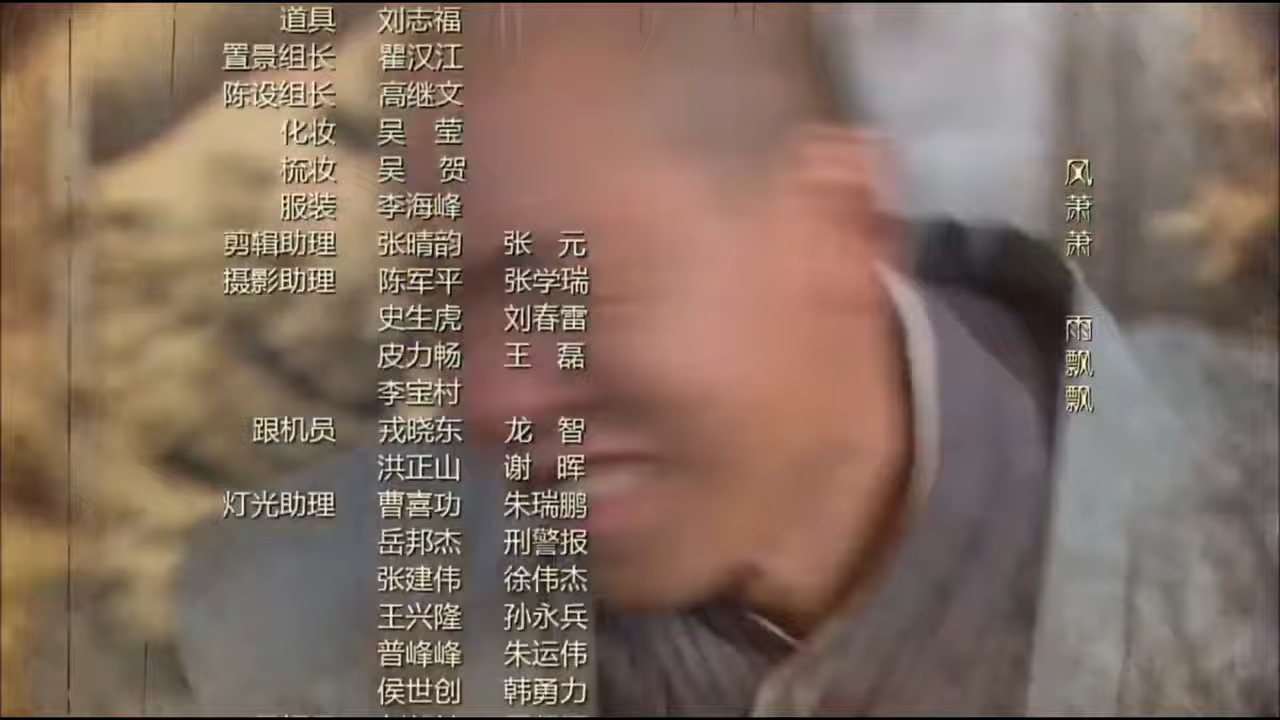 道具 刘志福
置景组长 瞿汉江
陈设组长 高继文
化妆 吴 莹
梳妆 吴 贺
服装 李海峰
剪辑助理 张晴韵 张 元
摄影助理 陈军平 张学瑞
史生虎 刘春雷
皮力畅 王 磊
李宝村
跟机员 戎晓东 龙 智
洪正山 谢 晖
灯光助理 曹喜功 朱瑞鹏
岳邦杰 刑警报
张建伟 徐伟杰
王兴隆 孙永兵
普峰峰 朱运伟
侯世创 韩勇力
风萧萧 雨飘飘